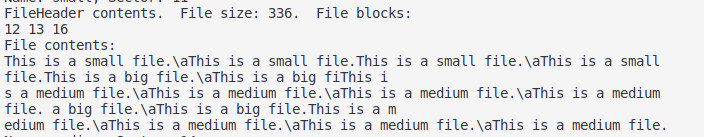 Name: small, Sector: 11
FileHeader contents.  File size: 336.  File blocks:
12 13 16
File contents:
This is a small file.\aThis is a small file.This is a small file.\aThis is a small
file.This is a big file.\aThis is a big fiThis i
s a medium file.\aThis is a medium file.\aThis is a medium file.\aThis is a medium
file. a big file.\aThis is a big file.This is a m
edium file.\aThis is a medium file.\aThis is a medium file.\aThis is a medium file.